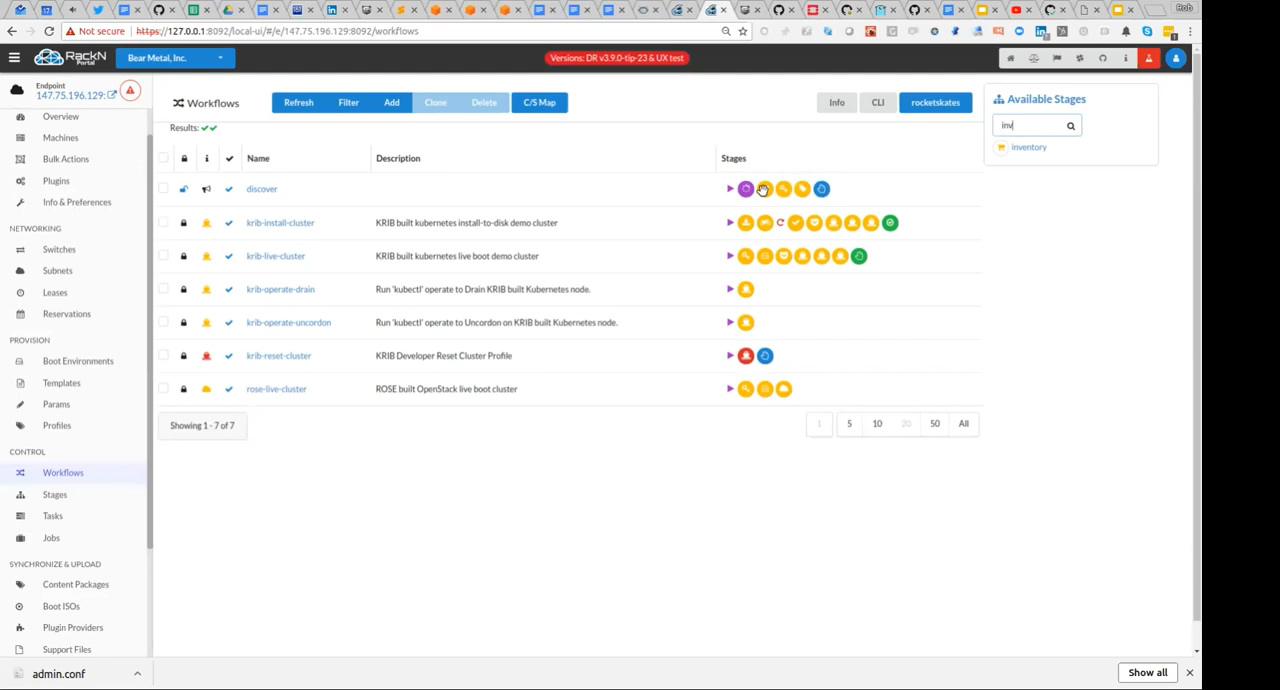 Rob
Not secure https://127.0.0.1:8092/local-ui/#/e/147.75.196.129:8092/workflows
RackN
Portal
Bear Metal, Inc.
Versions: DR v3.9.0-tip-23 & UX test
Endpoint
147.75.196.129:
Overview
Machines
Bulk Actions
Plugins
Info & Preferences
NETWORKING
Switches
Subnets
Leases
Reservations
PROVISION
Boot Environments
Templates
Params
Profiles
CONTROL
Workflows
Stages
Tasks
Jobs
SYNCHRONIZE & UPLOAD
Content Packages
Boot ISOs
Plugin Providers
Support Files
Workflows
Refresh Filter Add Clone Delete C/S Map
Info CLI rocketskates
Results:
Name Description Stages
discover
krib-install-cluster KRIB built kubernetes install-to-disk demo cluster
krib-live-cluster KRIB built kubernetes live boot demo cluster
krib-operate-drain Run 'kubectl' operate to Drain KRIB built Kubernetes node.
krib-operate-uncordon Run 'kubectl' operate to Uncordon on KRIB built Kubernetes node.
krib-reset-cluster KRIB Developer Reset Cluster Profile
rose-live-cluster ROSE built OpenStack live boot cluster
Showing 1 - 7 of 7
1 5 10 20 50 All
Available Stages
inv
inventory
admin.conf
Show all